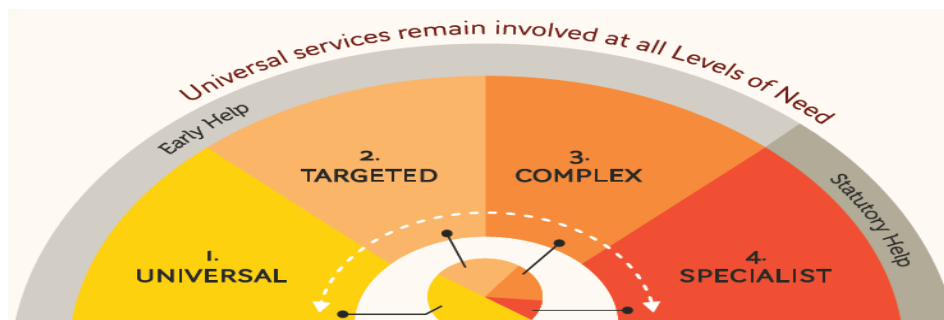 Universal services remain involved at all Levels of Need
Early Help
2.
TARGETED
3.
COMPLEX
Statutory Help
1.
UNIVERSAL
4.
SPECIALIST